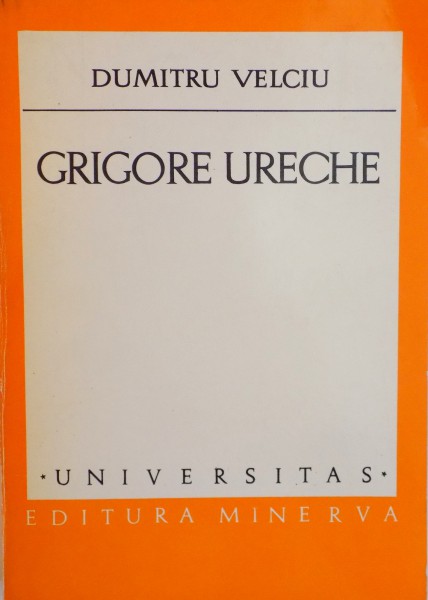 DUMITRU VELCIU
GRIGORE URECHE
* UNIVERSITAS *
EDITURA MINERVA